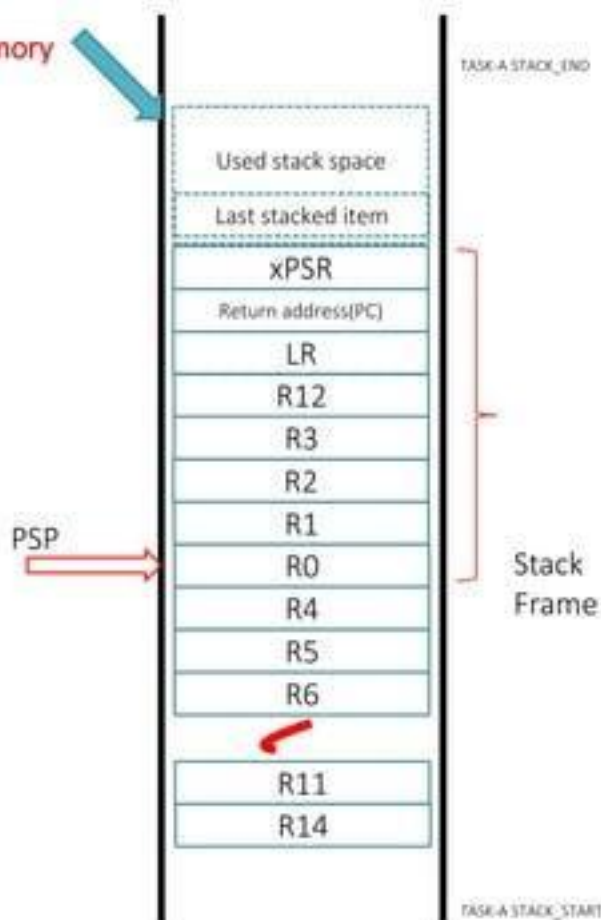 mory
TASK-A STACK_END
Used stack space
Last stacked item
xPSR
Return address(PC)
LR
R12
R3
R2
R1
PSP
R0
Stack
Frame
R4
R5
R6
R11
R14
TASK-A STACK_START